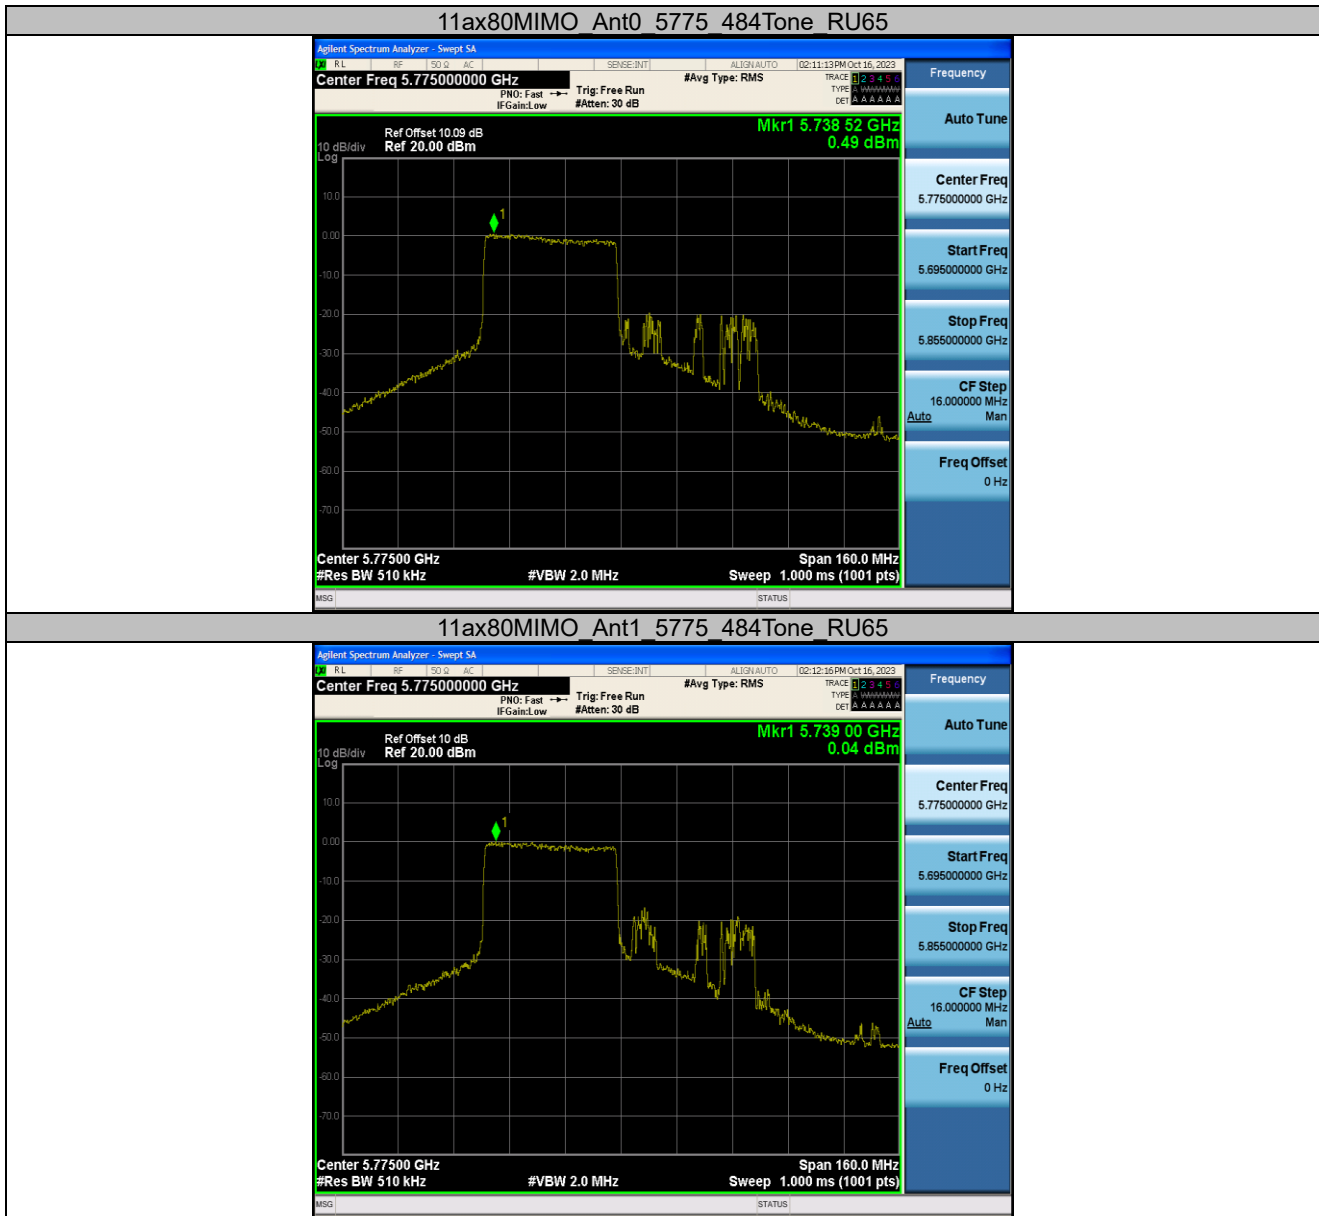 11ax80MIMO_Ant0_5775_484Tone_RU65
Agilent Spectrum Analyzer - Swept SA
RL RF 50 Ω AC SENSE:INT ALIGN AUTO 02:11:13 PM Oct 16, 2023
Center Freq 5.775000000 GHz
PNO: Fast
IFGain:Low
Trig: Free Run
#Atten: 30 dB
#Avg Type: RMS
TRACE 1 2 3 4 5 6
TYPE A
DET A A A A A A
Frequency
Mkr1 5.738 52 GHz
0.49 dBm
Ref Offset 10.09 dB
10 dB/div Ref 20.00 dBm
Log
1
10.0
0.00
-10.0
-20.0
-30.0
-40.0
-50.0
-60.0
-70.0
Center 5.77500 GHz Span 160.0 MHz
#Res BW 510 kHz #VBW 2.0 MHz Sweep 1.000 ms (1001 pts)
MSG STATUS
Auto Tune
Center Freq
5.775000000 GHz
Start Freq
5.695000000 GHz
Stop Freq
5.855000000 GHz
CF Step
16.000000 MHz
Auto Man
Freq Offset
0 Hz
11ax80MIMO_Ant1_5775_484Tone_RU65
Agilent Spectrum Analyzer - Swept SA
RL RF 50 Ω AC SENSE:INT ALIGN AUTO 02:12:16 PM Oct 16, 2023
Center Freq 5.775000000 GHz
PNO: Fast
IFGain:Low
Trig: Free Run
#Atten: 30 dB
#Avg Type: RMS
TRACE 1 2 3 4 5 6
TYPE A
DET A A A A A A
Frequency
Mkr1 5.739 00 GHz
0.04 dBm
Ref Offset 10 dB
10 dB/div Ref 20.00 dBm
Log
1
10.0
0.00
-10.0
-20.0
-30.0
-40.0
-50.0
-60.0
-70.0
Center 5.77500 GHz Span 160.0 MHz
#Res BW 510 kHz #VBW 2.0 MHz Sweep 1.000 ms (1001 pts)
MSG STATUS
Auto Tune
Center Freq
5.775000000 GHz
Start Freq
5.695000000 GHz
Stop Freq
5.855000000 GHz
CF Step
16.000000 MHz
Auto Man
Freq Offset
0 Hz